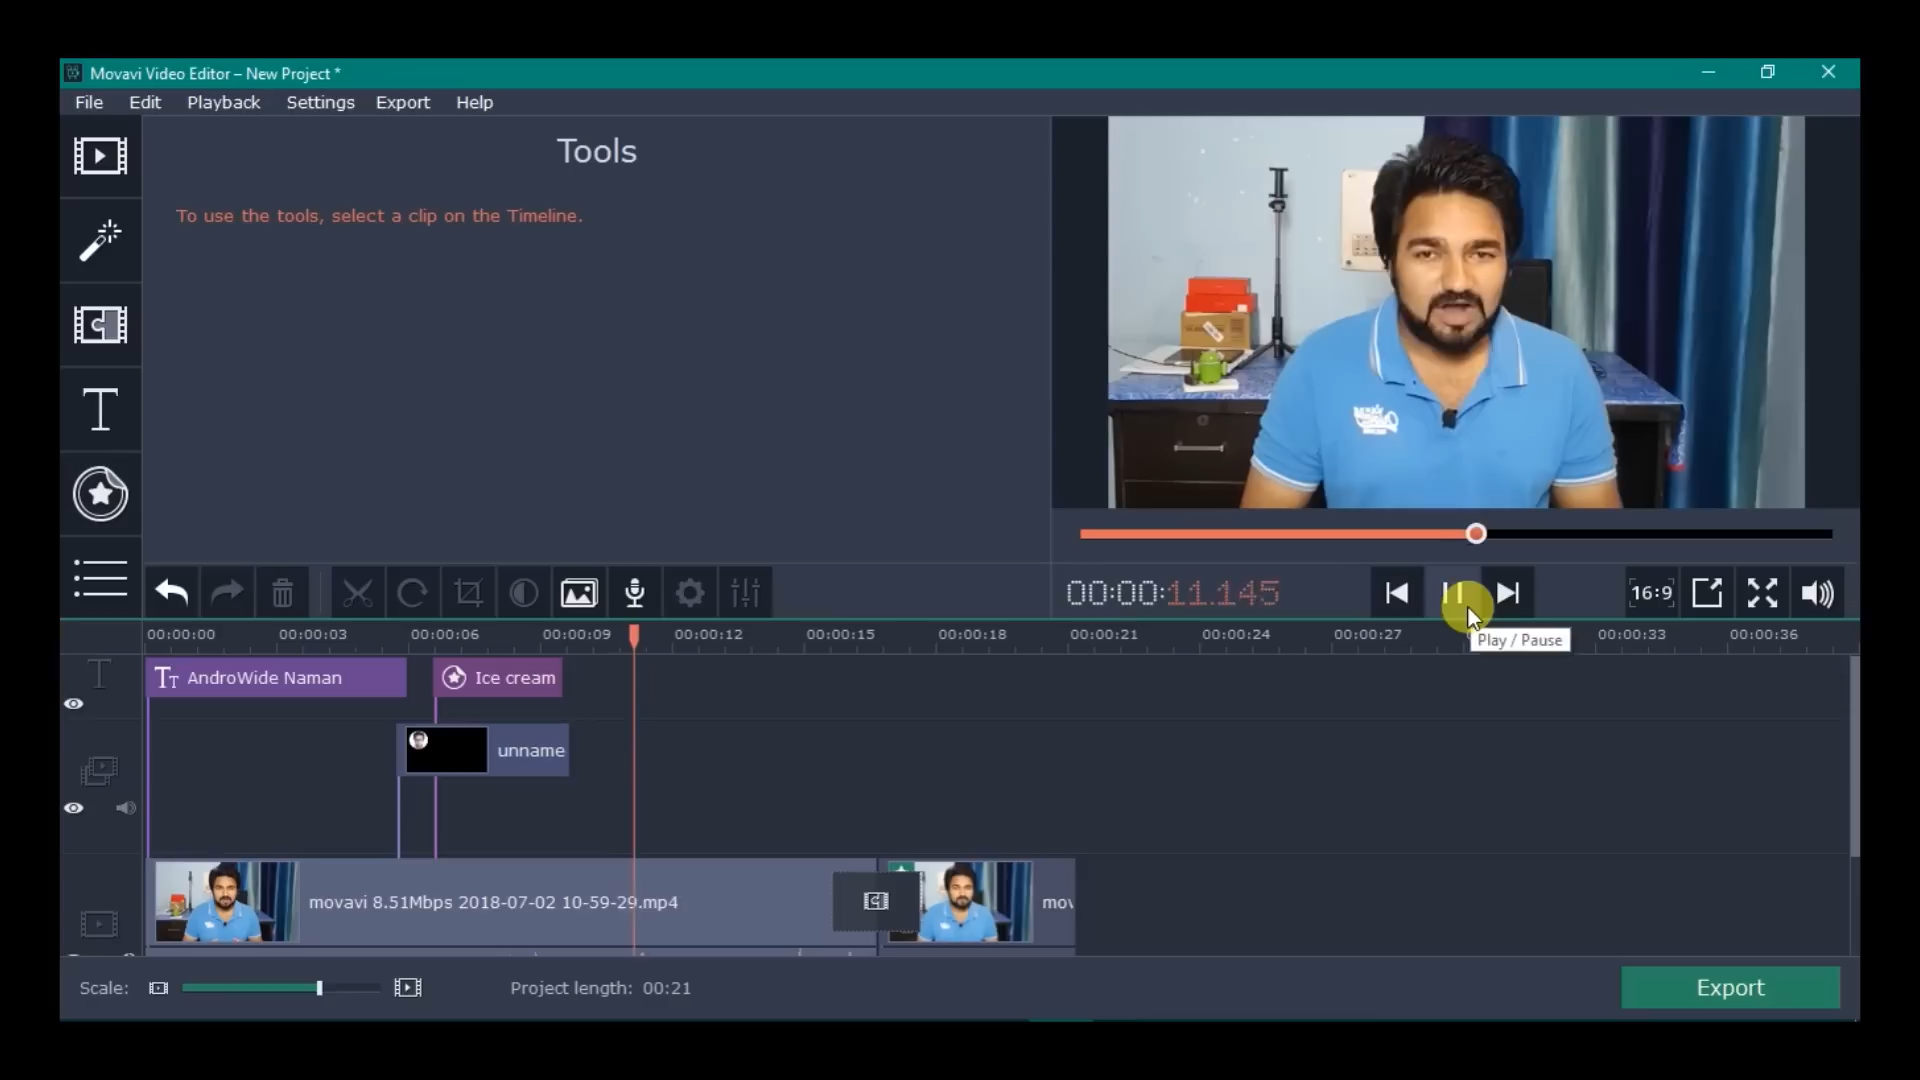 Movavi Video Editor – New Project *
File Edit Playback Settings Export Help
Tools
To use the tools, select a clip on the Timeline.
00:00:11.145
16:9
Play / Pause
00:00:00 00:00:03 00:00:06 00:00:09 00:00:12 00:00:15 00:00:18 00:00:21 00:00:24 00:00:27 00:00:33 00:00:36
AndroWide Naman
Ice cream
unname
movavi 8.51Mbps 2018-07-02 10-59-29.mp4
mov
Scale:
Project length: 00:21
Export